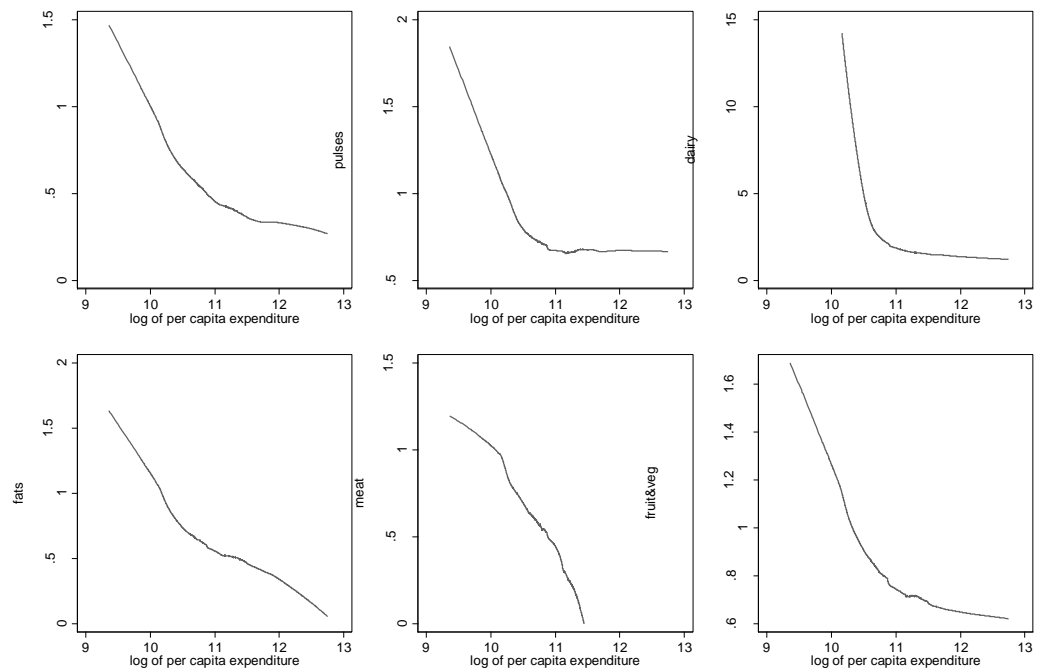 1.5
1
.5
0
9 10 11 12 13
log of per capita expenditure
pulses
2
1.5
1
.5
9 10 11 12 13
log of per capita expenditure
dairy
15
10
5
0
9 10 11 12 13
log of per capita expenditure
fats
2
1.5
1
.5
0
9 10 11 12 13
log of per capita expenditure
meat
1.5
1
.5
0
9 10 11 12 13
log of per capita expenditure
fruit&veg
1.6
1.4
1.2
1
.8
.6
9 10 11 12 13
log of per capita expenditure